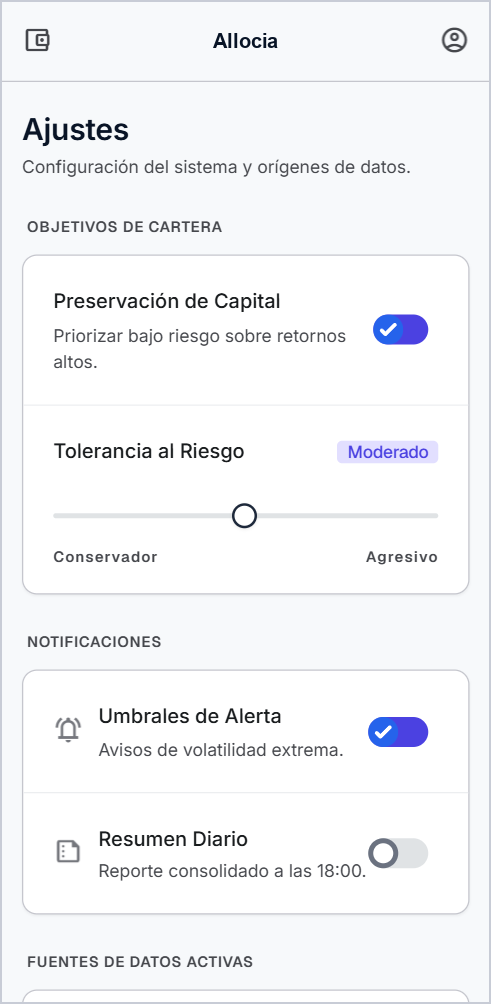 Allocia
Ajustes
Configuración del sistema y orígenes de datos.
OBJETIVOS DE CARTERA
Preservación de Capital
Priorizar bajo riesgo sobre retornos
altos.
Tolerancia al Riesgo
Moderado
Conservador
Agresivo
NOTIFICACIONES
Umbrales de Alerta
Avisos de volatilidad extrema.
Resumen Diario
Reporte consolidado a las 18:00.
FUENTES DE DATOS ACTIVAS